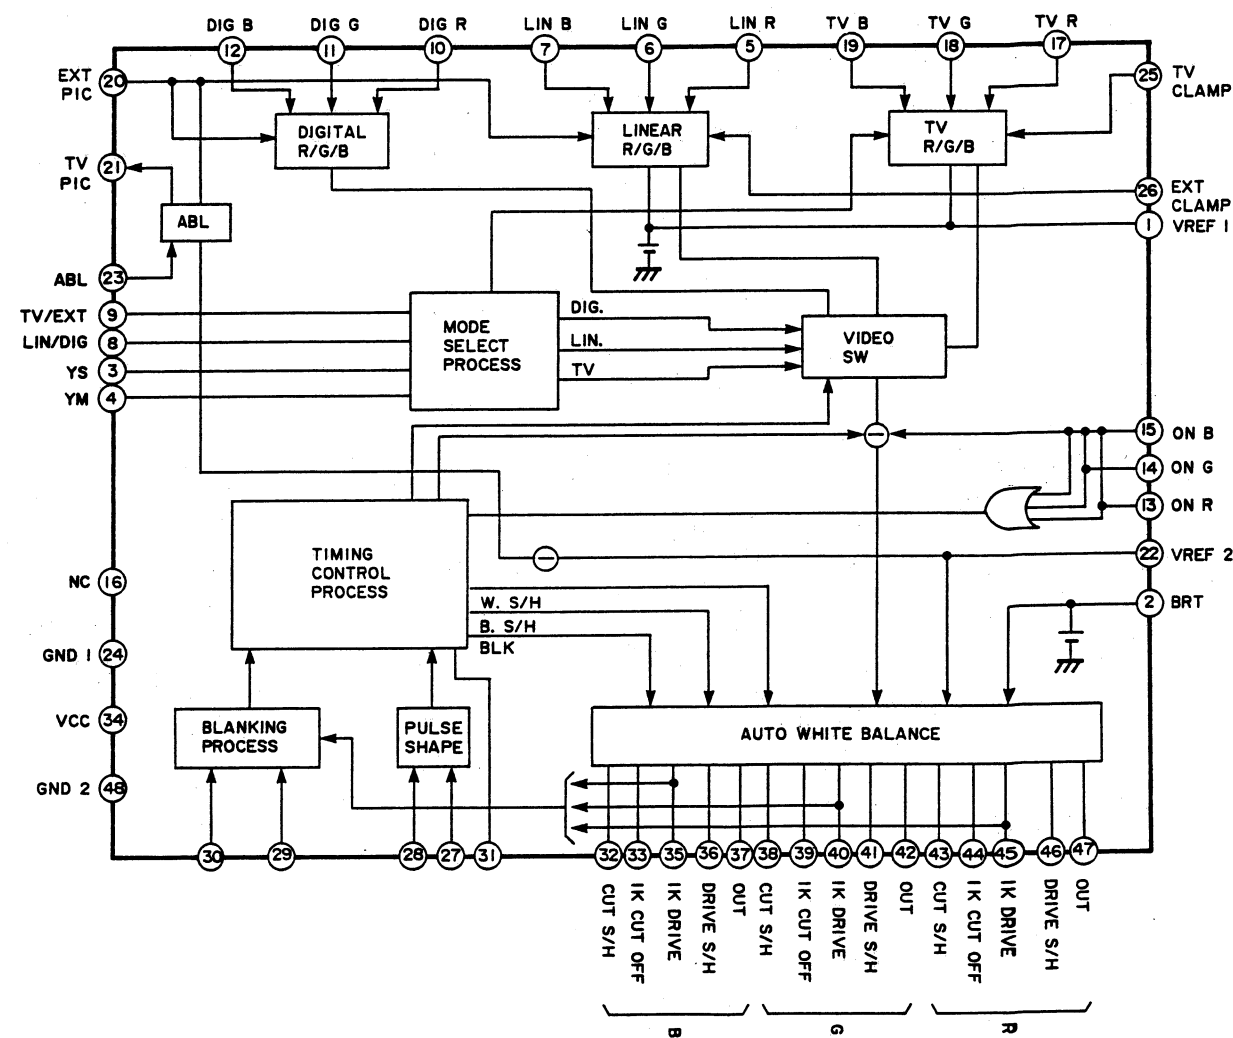 DIG B
DIG G
DIG R
LIN B
LIN G
LIN R
TV B
TV G
TV R
12
11
10
7
6
5
19
18
17
EXT
PIC
20
25
TV
CLAMP
DIGITAL
R/G/B
LINEAR
R/G/B
TV
R/G/B
TV
PIC
21
26
EXT
CLAMP
ABL
1
VREF 1
ABL
23
TV/EXT
9
LIN/DIG
8
YS
3
YM
4
MODE
SELECT
PROCESS
DIG.
LIN.
TV
VIDEO
SW
15
ON B
14
ON G
13
ON R
22
VREF 2
2
BRT
TIMING
CONTROL
PROCESS
W. S/H
B. S/H
BLK
NC
16
GND 1
24
VCC
34
GND 2
48
BLANKING
PROCESS
PULSE
SHAPE
AUTO WHITE BALANCE
30
29
28
27
31
32
33
35
36
37
38
39
40
41
42
43
44
45
46
47
CUT S/H
IK CUT OFF
IK DRIVE
DRIVE S/H
OUT
CUT S/H
IK CUT OFF
IK DRIVE
DRIVE S/H
OUT
CUT S/H
IK CUT OFF
IK DRIVE
DRIVE S/H
OUT
B
G
R